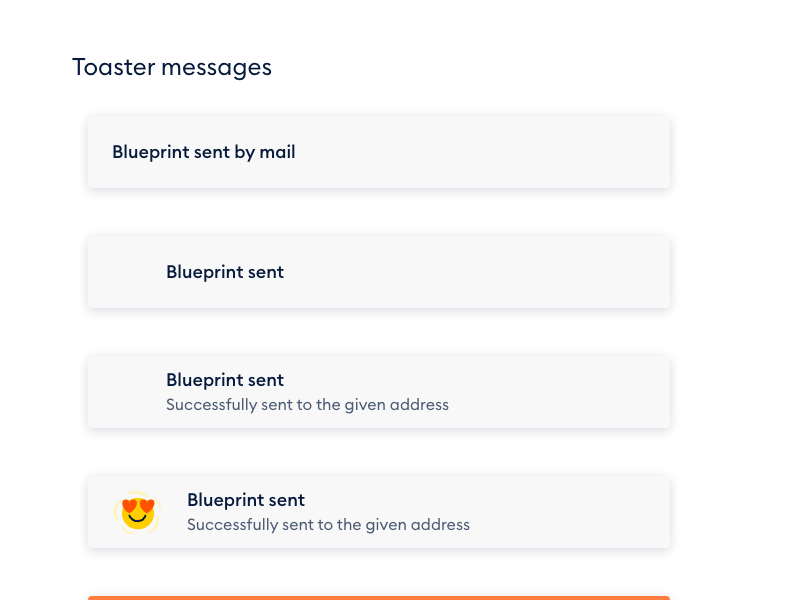 Toaster messages
Blueprint sent by mail
Blueprint sent
Blueprint sent
Successfully sent to the given address
Blueprint sent
Successfully sent to the given address